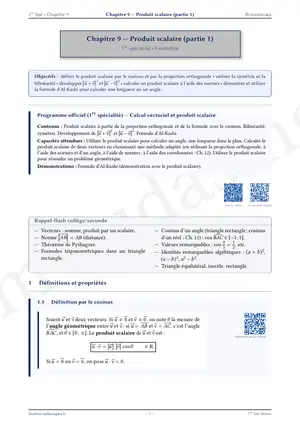 1re Spé • Chapitre 9
Chapitre 9 — Produit scalaire (partie 1)
Chapitre 9 — Produit scalaire (partie 1)
1re spécialité • Géométrie
Objectifs : définir le produit scalaire par le cosinus et par la projection orthogonale • utiliser la symétrie et la
bilinéarité • développer ‖u⃗ + v⃗‖² et ‖u⃗ − v⃗‖² • calculer un produit scalaire à l'aide des normes • démontrer et utiliser
la formule d'Al-Kashi pour calculer une longueur ou un angle.
Programme officiel (1re spécialité) — Calcul vectoriel et produit scalaire
Contenus : Produit scalaire à partir de la projection orthogonale et de la formule avec le cosinus. Bilinéarité,
symétrie. Développement de ‖u⃗ + v⃗‖² et ‖u⃗ − v⃗‖². Formule d'Al-Kashi.
Capacités attendues : Utiliser le produit scalaire pour calculer un angle, une longueur dans le plan. Calculer le
produit scalaire de deux vecteurs en choisissant une méthode adaptée (en utilisant la projection orthogonale, à
l'aide des normes et d'un angle, à l'aide de normes ; à l'aide des coordonnées : Ch. 12). Utiliser le produit scalaire
pour résoudre un problème géométrique.
Démonstrations : Formule d'Al-Kashi (démonstration avec le produit scalaire).
Rappel flash collège/seconde
— Vecteurs : somme, produit par un scalaire.
— Norme ‖AB⃗‖ = AB (distance).
— Théorème de Pythagore.
— Formules trigonométriques dans un triangle
rectangle.
— Cosinus d'un angle (triangle rectangle ; cosinus
d'un réel : Ch. 11) : cos BAC ∈ [−1 ; 1].
— Valeurs remarquables : cos π/3 = 1/2, etc.
— Identités remarquables algébriques : (a + b)²,
(a − b)², a² − b².
— Triangle équilatéral, isocèle, rectangle.
1 Définitions et propriétés
1.1 Définition par le cosinus
Soient u⃗ et v⃗ deux vecteurs. Si u⃗ ≠ 0⃗ et v⃗ ≠ 0⃗, on note θ la mesure de
l'angle géométrique entre u⃗ et v⃗ : si u⃗ = AB⃗ et v⃗ = AC⃗, c'est l'angle
BAC, et θ ∈ [0 ; π]. Le produit scalaire de u⃗ et v⃗ est :
u⃗ · v⃗ = ‖u⃗‖ ‖v⃗‖ cos θ ∈ ℝ
Si u⃗ = 0⃗ ou v⃗ = 0⃗, on pose u⃗ · v⃗ = 0.
– 1 –
1re Spé Maths